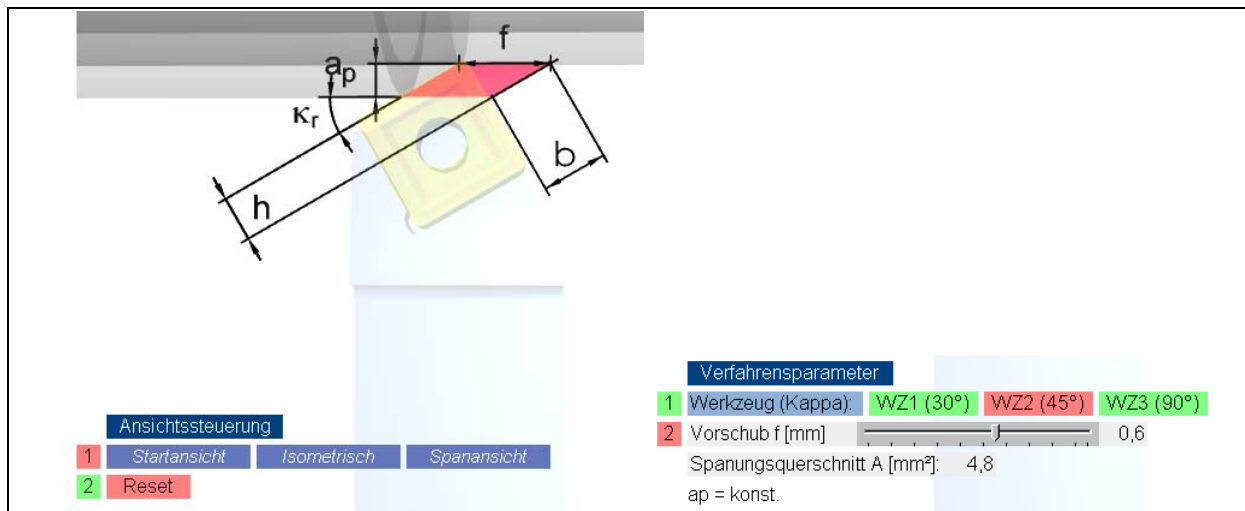 f
ap
κr
b
h
Ansichtssteuerung
1 Startansicht Isometrisch Spanansicht
2 Reset
Verfahrensparameter
1 Werkzeug (Kappa): WZ1 (30°) WZ2 (45°) WZ3 (90°)
2 Vorschub f [mm] 0,6
Spanungsquerschnitt A [mm²]: 4,8
ap = konst.